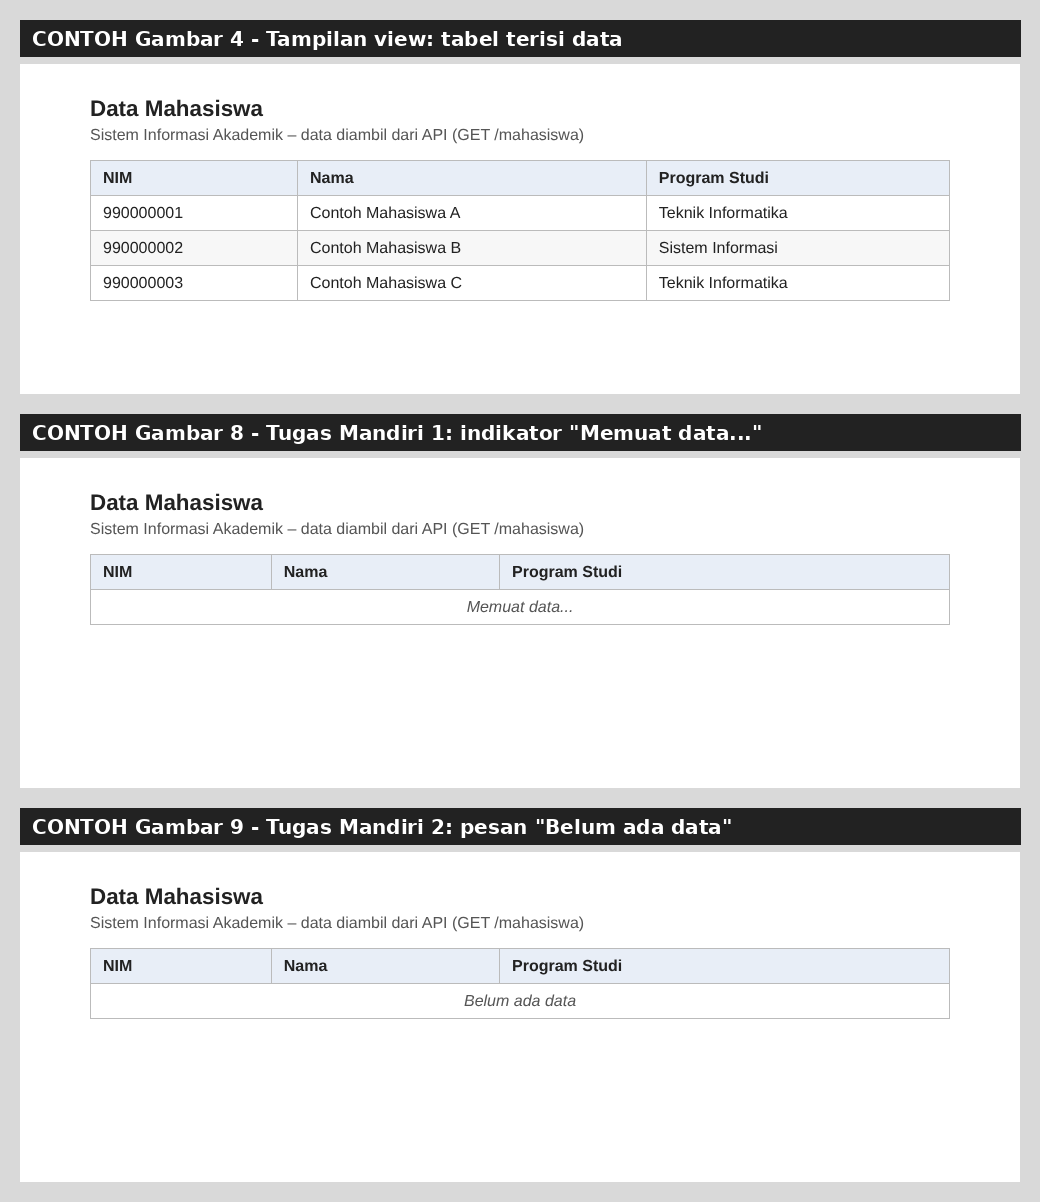 CONTOH Gambar 4 - Tampilan view: tabel terisi data
Data Mahasiswa
Sistem Informasi Akademik – data diambil dari API (GET /mahasiswa)
NIM Nama Program Studi
990000001 Contoh Mahasiswa A Teknik Informatika
990000002 Contoh Mahasiswa B Sistem Informasi
990000003 Contoh Mahasiswa C Teknik Informatika
CONTOH Gambar 8 - Tugas Mandiri 1: indikator "Memuat data..."
Data Mahasiswa
Sistem Informasi Akademik – data diambil dari API (GET /mahasiswa)
NIM Nama Program Studi
Memuat data...
CONTOH Gambar 9 - Tugas Mandiri 2: pesan "Belum ada data"
Data Mahasiswa
Sistem Informasi Akademik – data diambil dari API (GET /mahasiswa)
NIM Nama Program Studi
Belum ada data